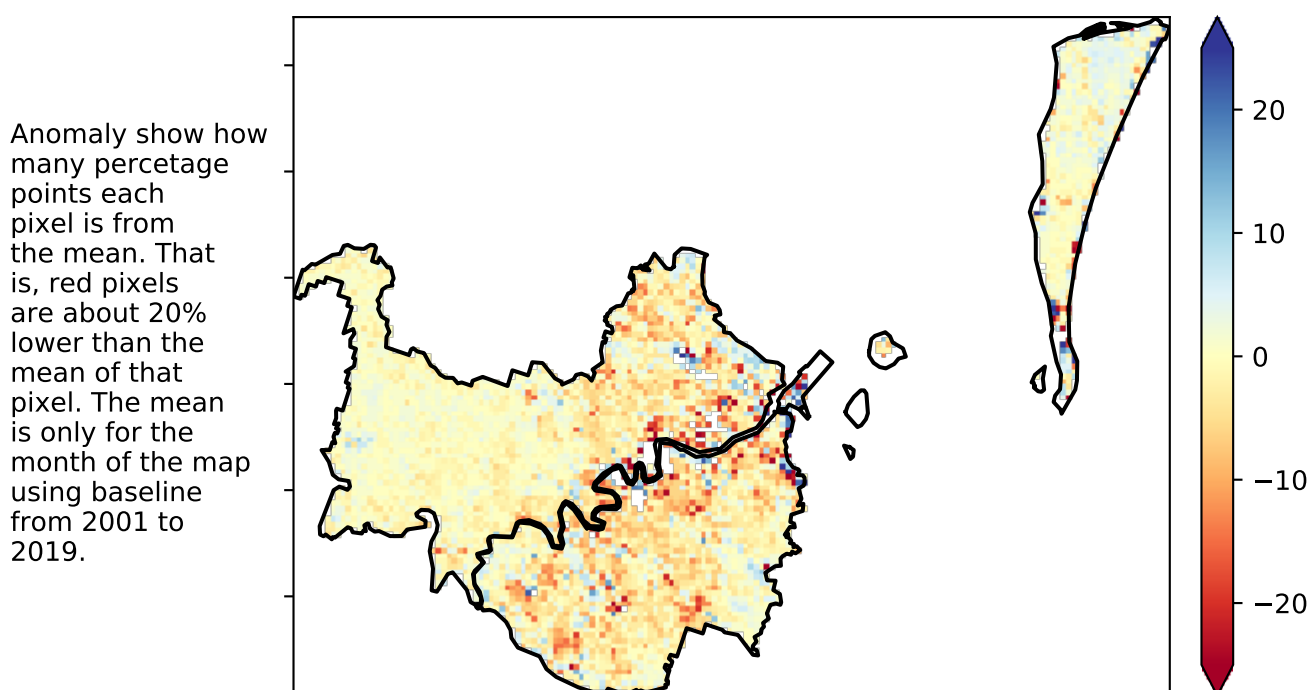 Anomaly show how
many percetage
points each
pixel is from
the mean. That
is, red pixels
are about 20%
lower than the
mean of that
pixel. The mean
is only for the
month of the map
using baseline
from 2001 to
2019.
20
10
0
−10
−20